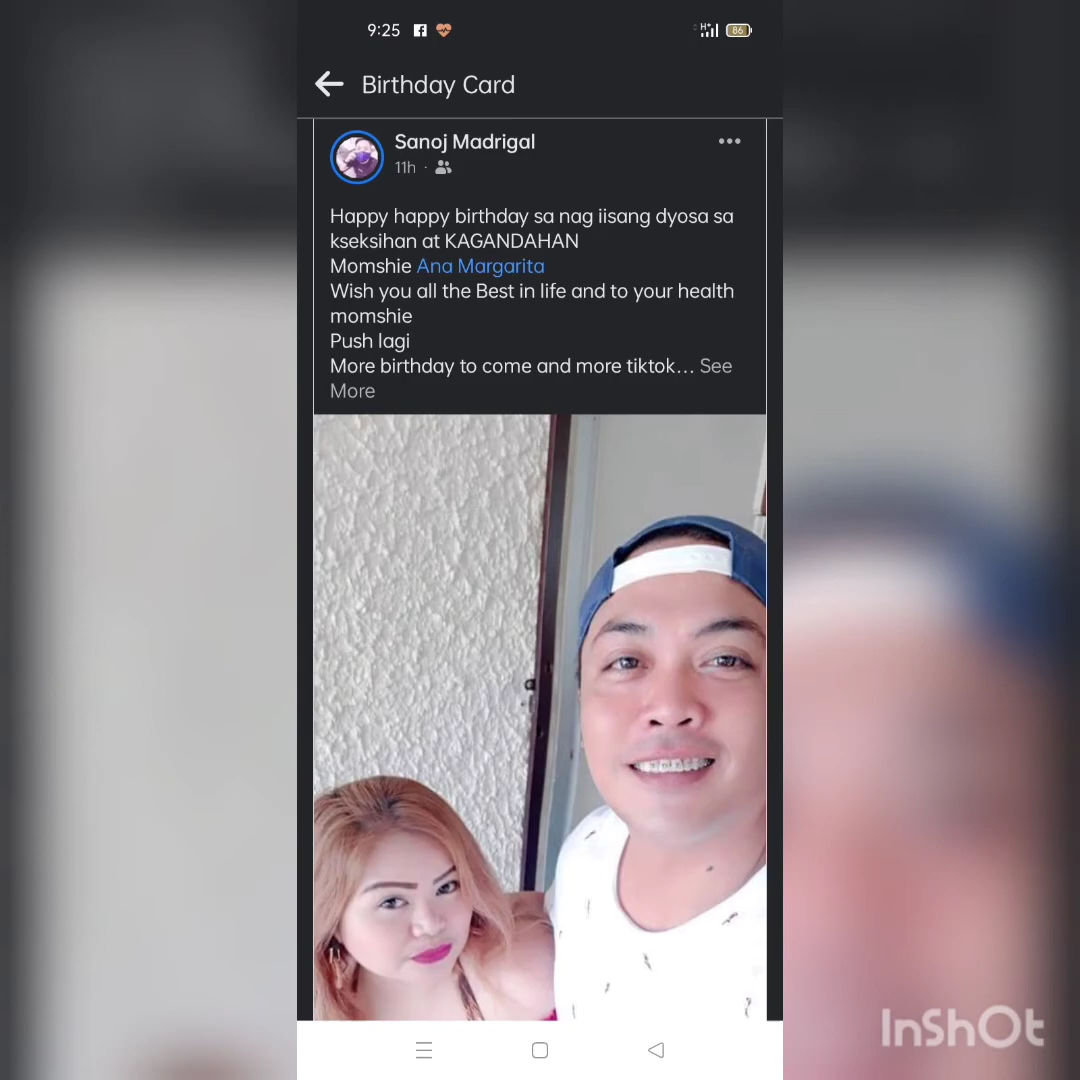 9:25
H+
86
Birthday Card
Sanoj Madrigal
11h ·
Happy happy birthday sa nag iisang dyosa sa
kseksihan at KAGANDAHAN
Momshie Ana Margarita
Wish you all the Best in life and to your health
momshie
Push lagi
More birthday to come and more tiktok... See
More
InShOt